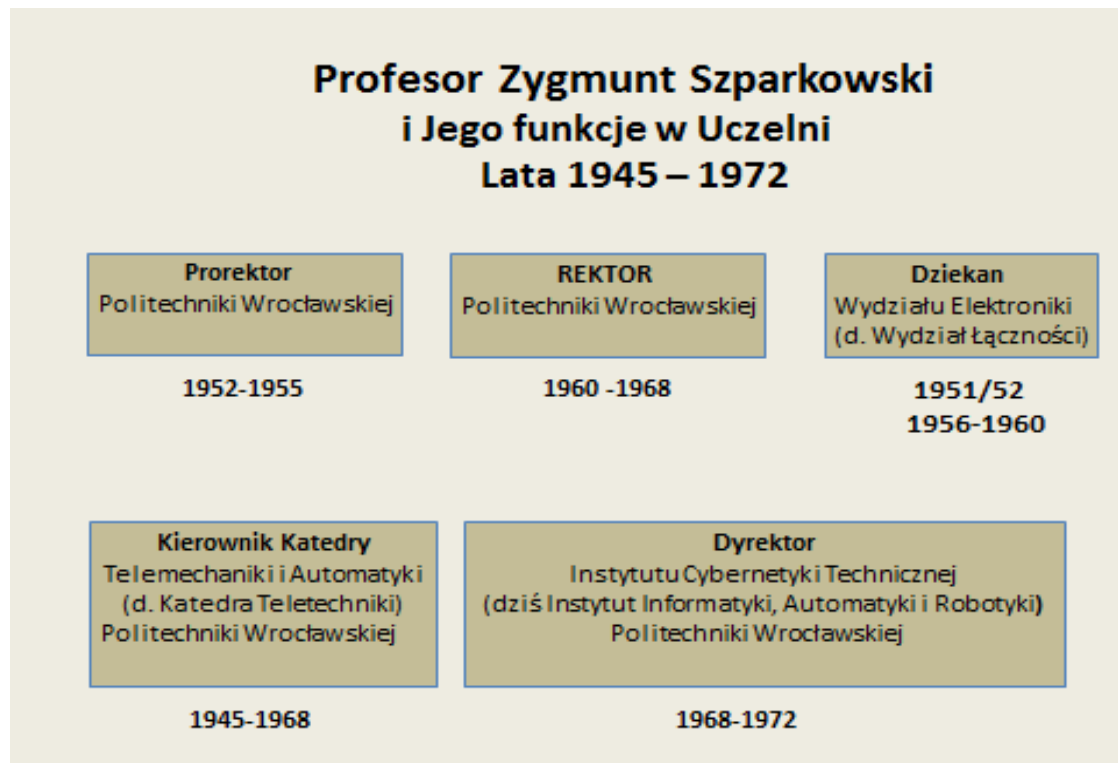 Profesor Zygmunt Szparkowski
i Jego funkcje w Uczelni
Lata 1945 – 1972
Prorektor
Politechniki Wrocławskiej
1952-1955
REKTOR
Politechniki Wrocławskiej
1960 -1968
Dziekan
Wydziału Elektroniki
(d. Wydział Łączności)
1951/52
1956-1960
Kierownik Katedry
Telemechaniki i Automatyki
(d. Katedra Teletechniki)
Politechniki Wrocławskiej
1945-1968
Dyrektor
Instytutu Cybernetyki Technicznej
(dziś Instytut Informatyki, Automatyki i Robotyki)
Politechniki Wrocławskiej
1968-1972